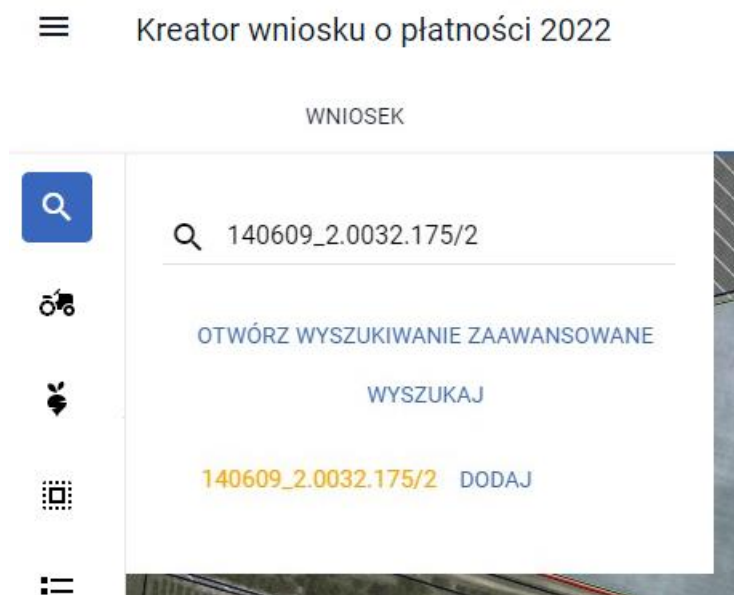 Kreator wniosku o płatności 2022
WNIOSEK
140609_2.0032.175/2
OTWÓRZ WYSZUKIWANIE ZAAWANSOWANE
WYSZUKAJ
140609_2.0032.175/2 DODAJ